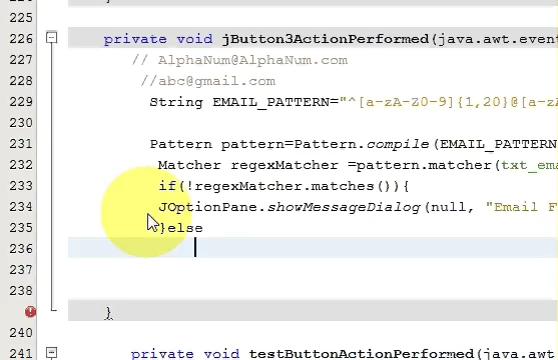 225
226 private void jButton3ActionPerformed(java.awt.event
227 // AlphaNum@AlphaNum.com
228 //abc@gmail.com
229 String EMAIL_PATTERN="^[a-zA-Z0-9]{1,20}@[a-zA
230
231 Pattern pattern=Pattern.compile(EMAIL_PATTERN
232 Matcher regexMatcher =pattern.matcher(txt_ema
233 if(!regexMatcher.matches()){
234 JOptionPane.showMessageDialog(null, "Email F
235 }else
236
237
238
}
240
241 private void testButtonActionPerformed(java.awt